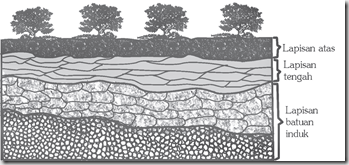 Lapisan atas
Lapisan
tengah
Lapisan
batuan
induk